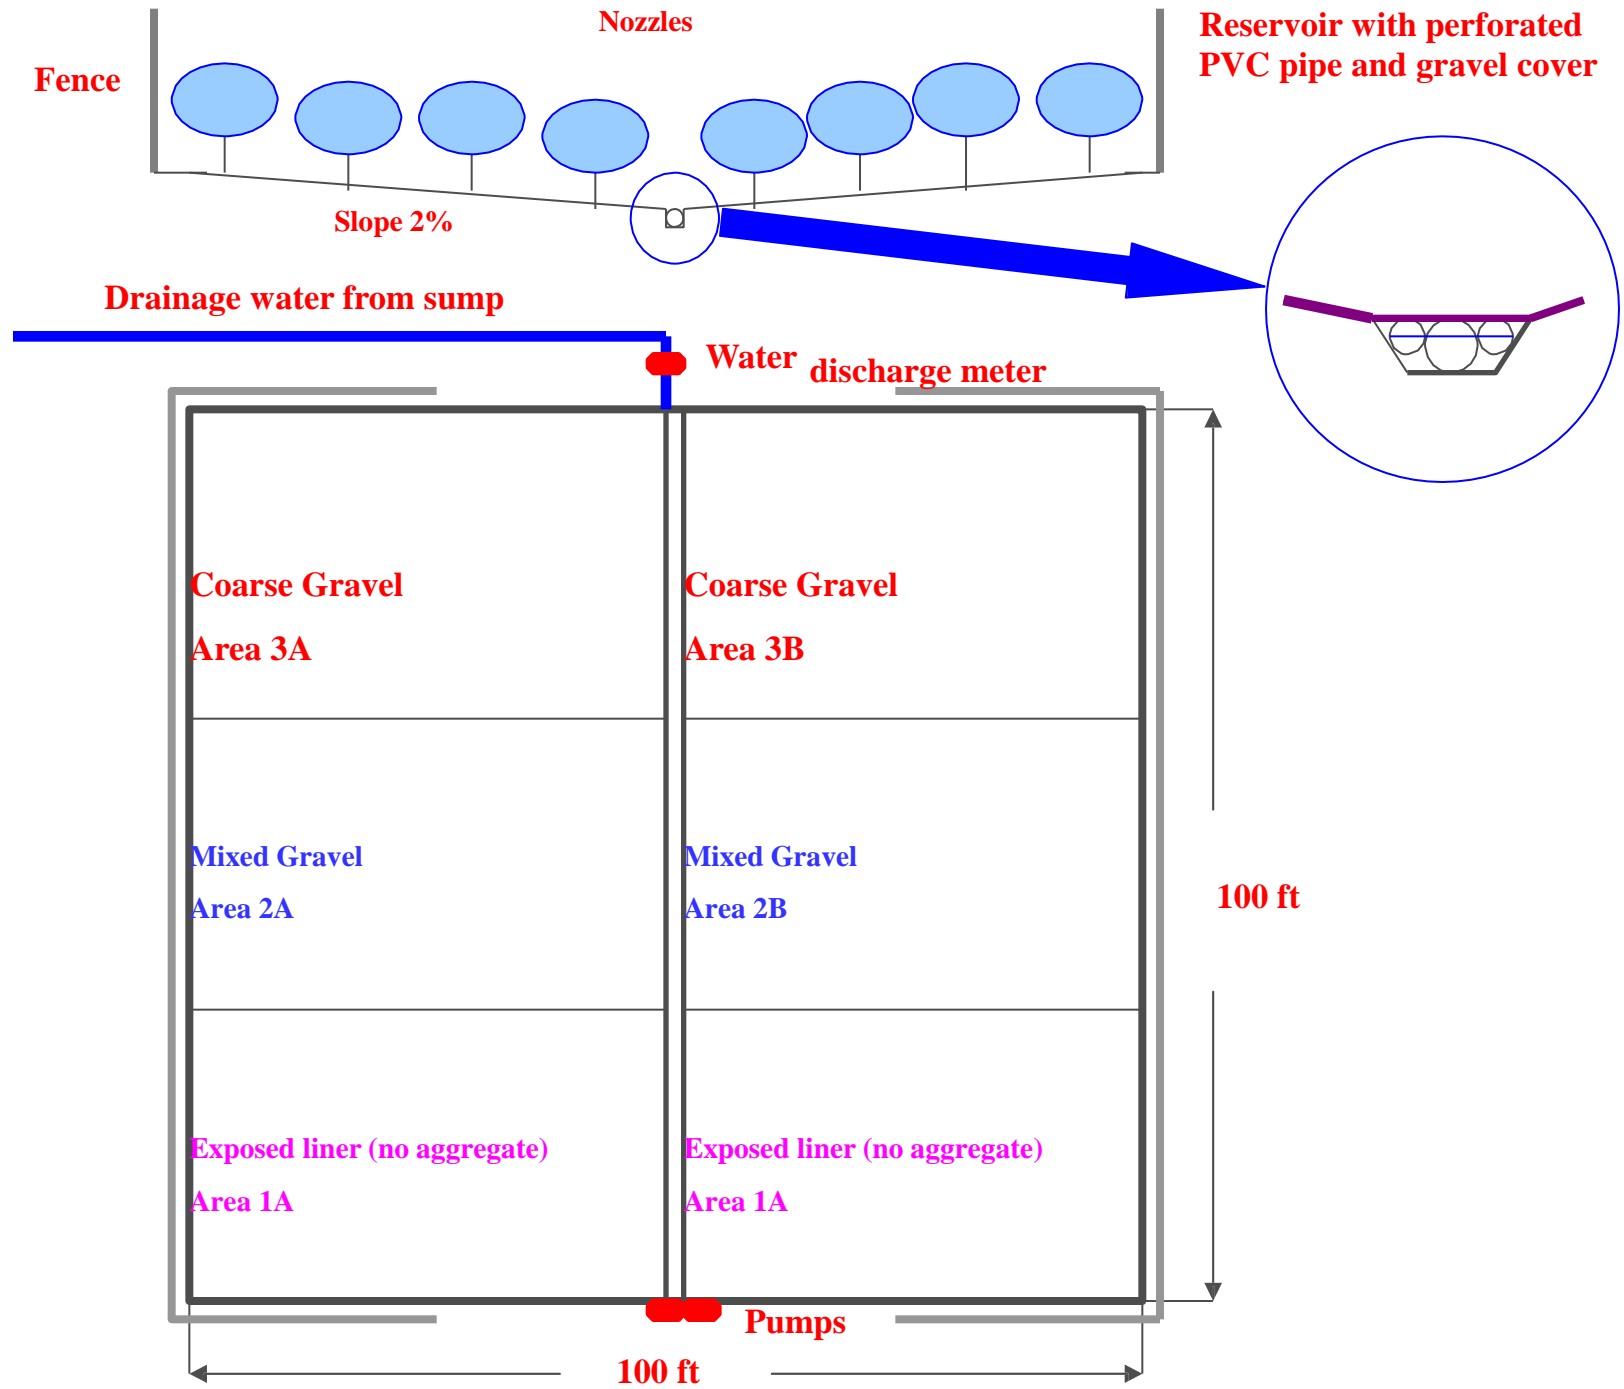 Nozzles
Reservoir with perforated
PVC pipe and gravel cover
Fence
Slope 2%
Drainage water from sump
Water discharge meter
Coarse Gravel
Area 3A
Coarse Gravel
Area 3B
Mixed Gravel
Area 2A
Mixed Gravel
Area 2B
100 ft
Exposed liner (no aggregate)
Area 1A
Exposed liner (no aggregate)
Area 1A
Pumps
100 ft